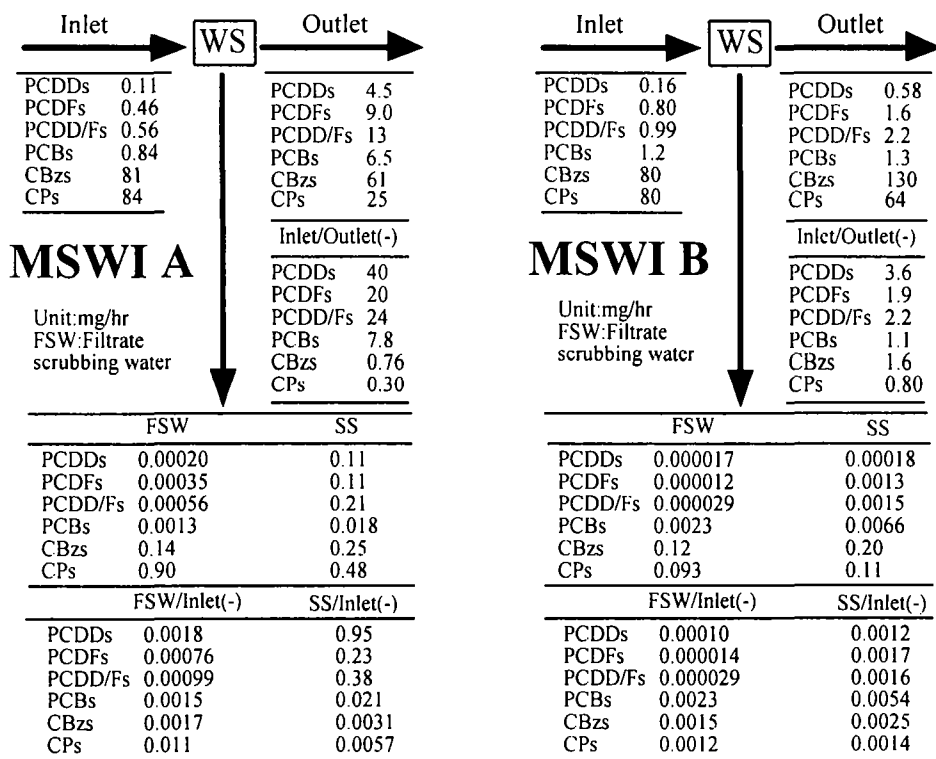 Inlet
WS
Outlet
PCDDs 0.11
PCDFs 0.46
PCDD/Fs 0.56
PCBs 0.84
CBzs 81
CPs 84
PCDDs 4.5
PCDFs 9.0
PCDD/Fs 13
PCBs 6.5
CBzs 61
CPs 25
Inlet/Outlet(-)
PCDDs 40
PCDFs 20
PCDD/Fs 24
PCBs 7.8
CBzs 0.76
CPs 0.30
MSWI A
Unit:mg/hr
FSW:Filtrate
scrubbing water
FSW SS
PCDDs 0.00020 0.11
PCDFs 0.00035 0.11
PCDD/Fs 0.00056 0.21
PCBs 0.0013 0.018
CBzs 0.14 0.25
CPs 0.90 0.48
FSW/Inlet(-) SS/Inlet(-)
PCDDs 0.0018 0.95
PCDFs 0.00076 0.23
PCDD/Fs 0.00099 0.38
PCBs 0.0015 0.021
CBzs 0.0017 0.0031
CPs 0.011 0.0057
Inlet
WS
Outlet
PCDDs 0.16
PCDFs 0.80
PCDD/Fs 0.99
PCBs 1.2
CBzs 80
CPs 80
PCDDs 0.58
PCDFs 1.6
PCDD/Fs 2.2
PCBs 1.3
CBzs 130
CPs 64
Inlet/Outlet(-)
PCDDs 3.6
PCDFs 1.9
PCDD/Fs 2.2
PCBs 1.1
CBzs 1.6
CPs 0.80
MSWI B
Unit:mg/hr
FSW:Filtrate
scrubbing water
FSW SS
PCDDs 0.000017 0.00018
PCDFs 0.000012 0.0013
PCDD/Fs 0.000029 0.0015
PCBs 0.0023 0.0066
CBzs 0.12 0.20
CPs 0.093 0.11
FSW/Inlet(-) SS/Inlet(-)
PCDDs 0.00010 0.0012
PCDFs 0.000014 0.0017
PCDD/Fs 0.000029 0.0016
PCBs 0.0023 0.0054
CBzs 0.0015 0.0025
CPs 0.0012 0.0014